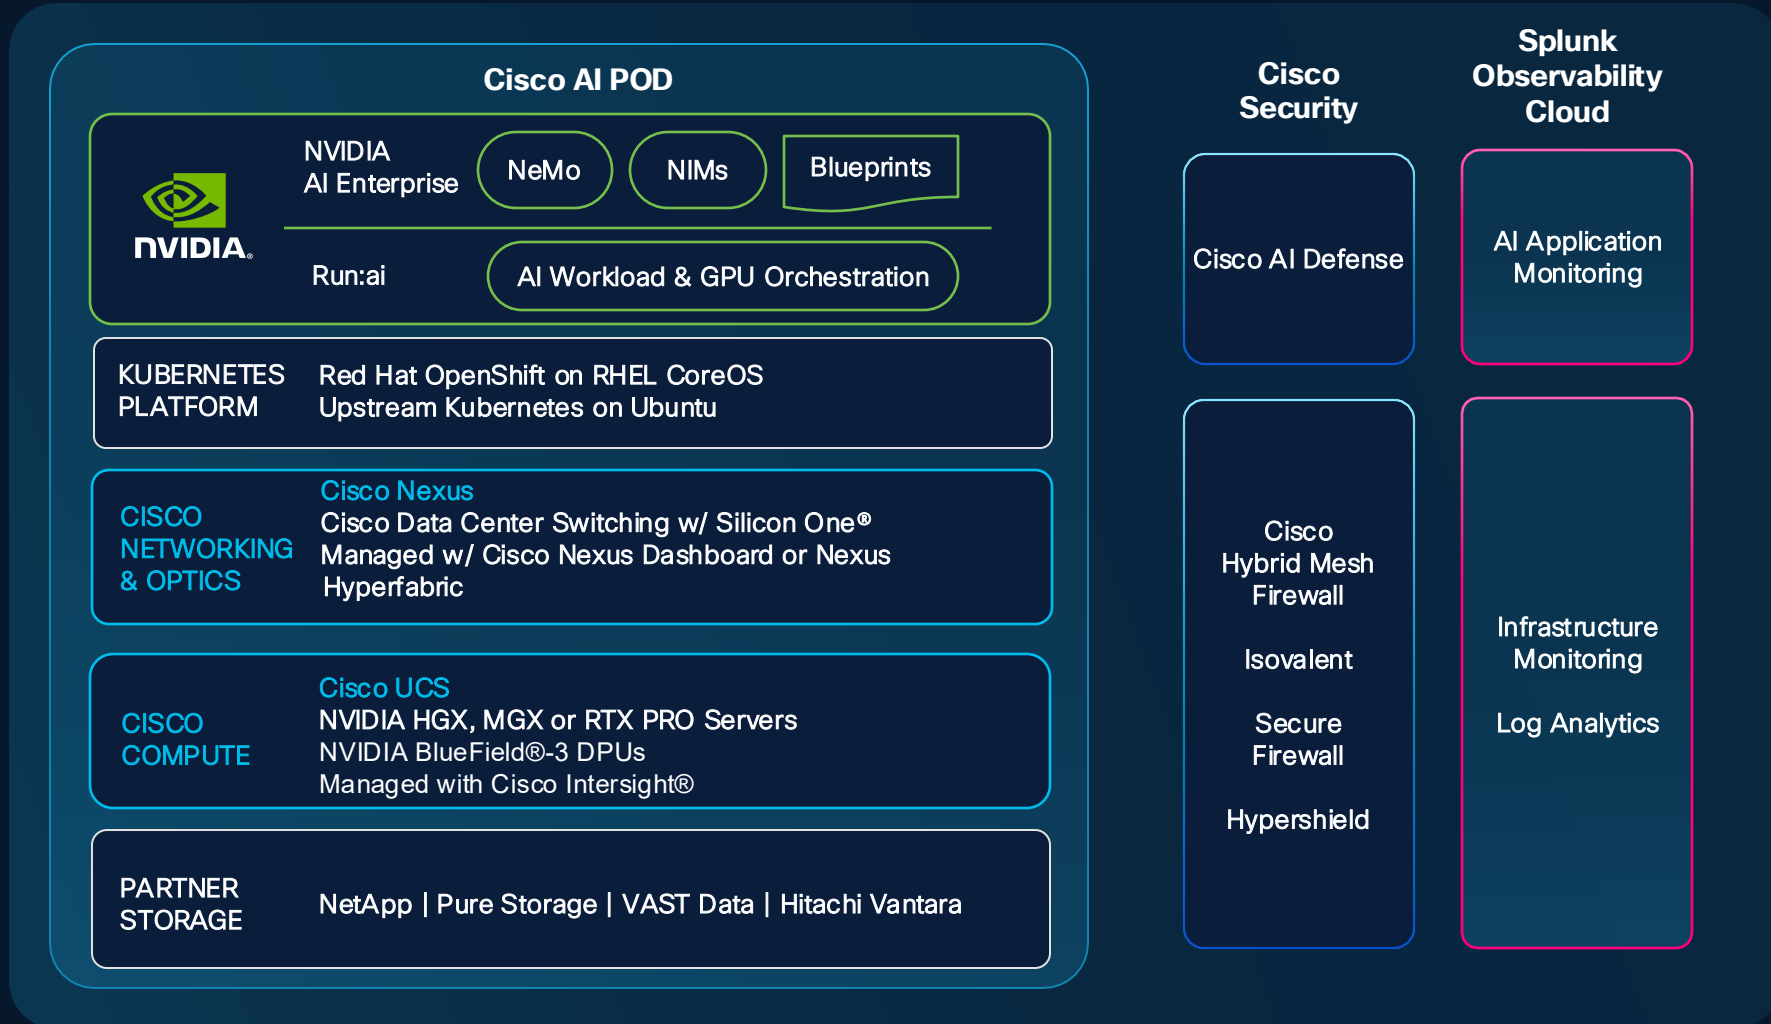 Cisco AI POD
NVIDIA
AI Enterprise
NeMo
NIMs
Blueprints
nVIDIA®
Run:ai
AI Workload & GPU Orchestration
KUBERNETES
PLATFORM
Red Hat OpenShift on RHEL CoreOS
Upstream Kubernetes on Ubuntu
CISCO
NETWORKING
& OPTICS
Cisco Nexus
Cisco Data Center Switching w/ Silicon One®
Managed w/ Cisco Nexus Dashboard or Nexus
Hyperfabric
CISCO
COMPUTE
Cisco UCS
NVIDIA HGX, MGX or RTX PRO Servers
NVIDIA BlueField®-3 DPUs
Managed with Cisco Intersight®
PARTNER
STORAGE
NetApp | Pure Storage | VAST Data | Hitachi Vantara
Cisco
Security
Cisco AI Defense
Cisco
Hybrid Mesh
Firewall
Isovalent
Secure
Firewall
Hypershield
Splunk
Observability
Cloud
AI Application
Monitoring
Infrastructure
Monitoring
Log Analytics